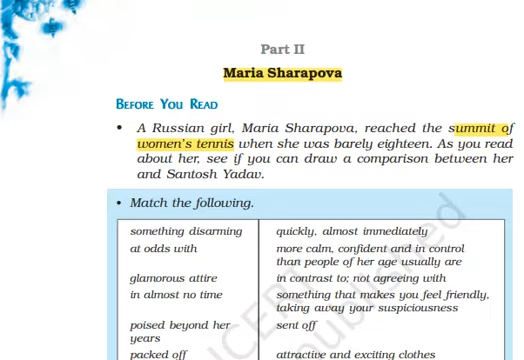 Part II
Maria Sharapova
BEFORE YOU READ
• A Russian girl, Maria Sharapova, reached the summit of
women's tennis when she was barely eighteen. As you read
about her, see if you can draw a comparison between her
and Santosh Yadav.
• Match the following.
something disarming quickly, almost immediately
at odds with more calm, confident and in control
than people of her age usually are
glamorous attire in contrast to; not agreeing with
in almost no time something that makes you feel friendly,
taking away your suspiciousness
poised beyond her sent off
years
packed off attractive and exciting clothes
NCERT
published